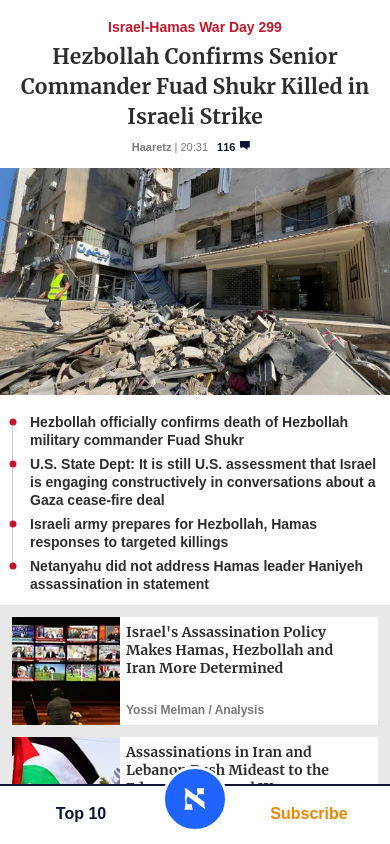 Israel-Hamas War Day 299
Hezbollah Confirms Senior
Commander Fuad Shukr Killed in
Israeli Strike
Haaretz | 20:31 116
Hezbollah officially confirms death of Hezbollah
military commander Fuad Shukr
U.S. State Dept: It is still U.S. assessment that Israel
is engaging constructively in conversations about a
Gaza cease-fire deal
Israeli army prepares for Hezbollah, Hamas
responses to targeted killings
Netanyahu did not address Hamas leader Haniyeh
assassination in statement
Israel's Assassination Policy
Makes Hamas, Hezbollah and
Iran More Determined
Yossi Melman / Analysis
Assassinations in Iran and
Mideast to the
Top 10
Subscribe